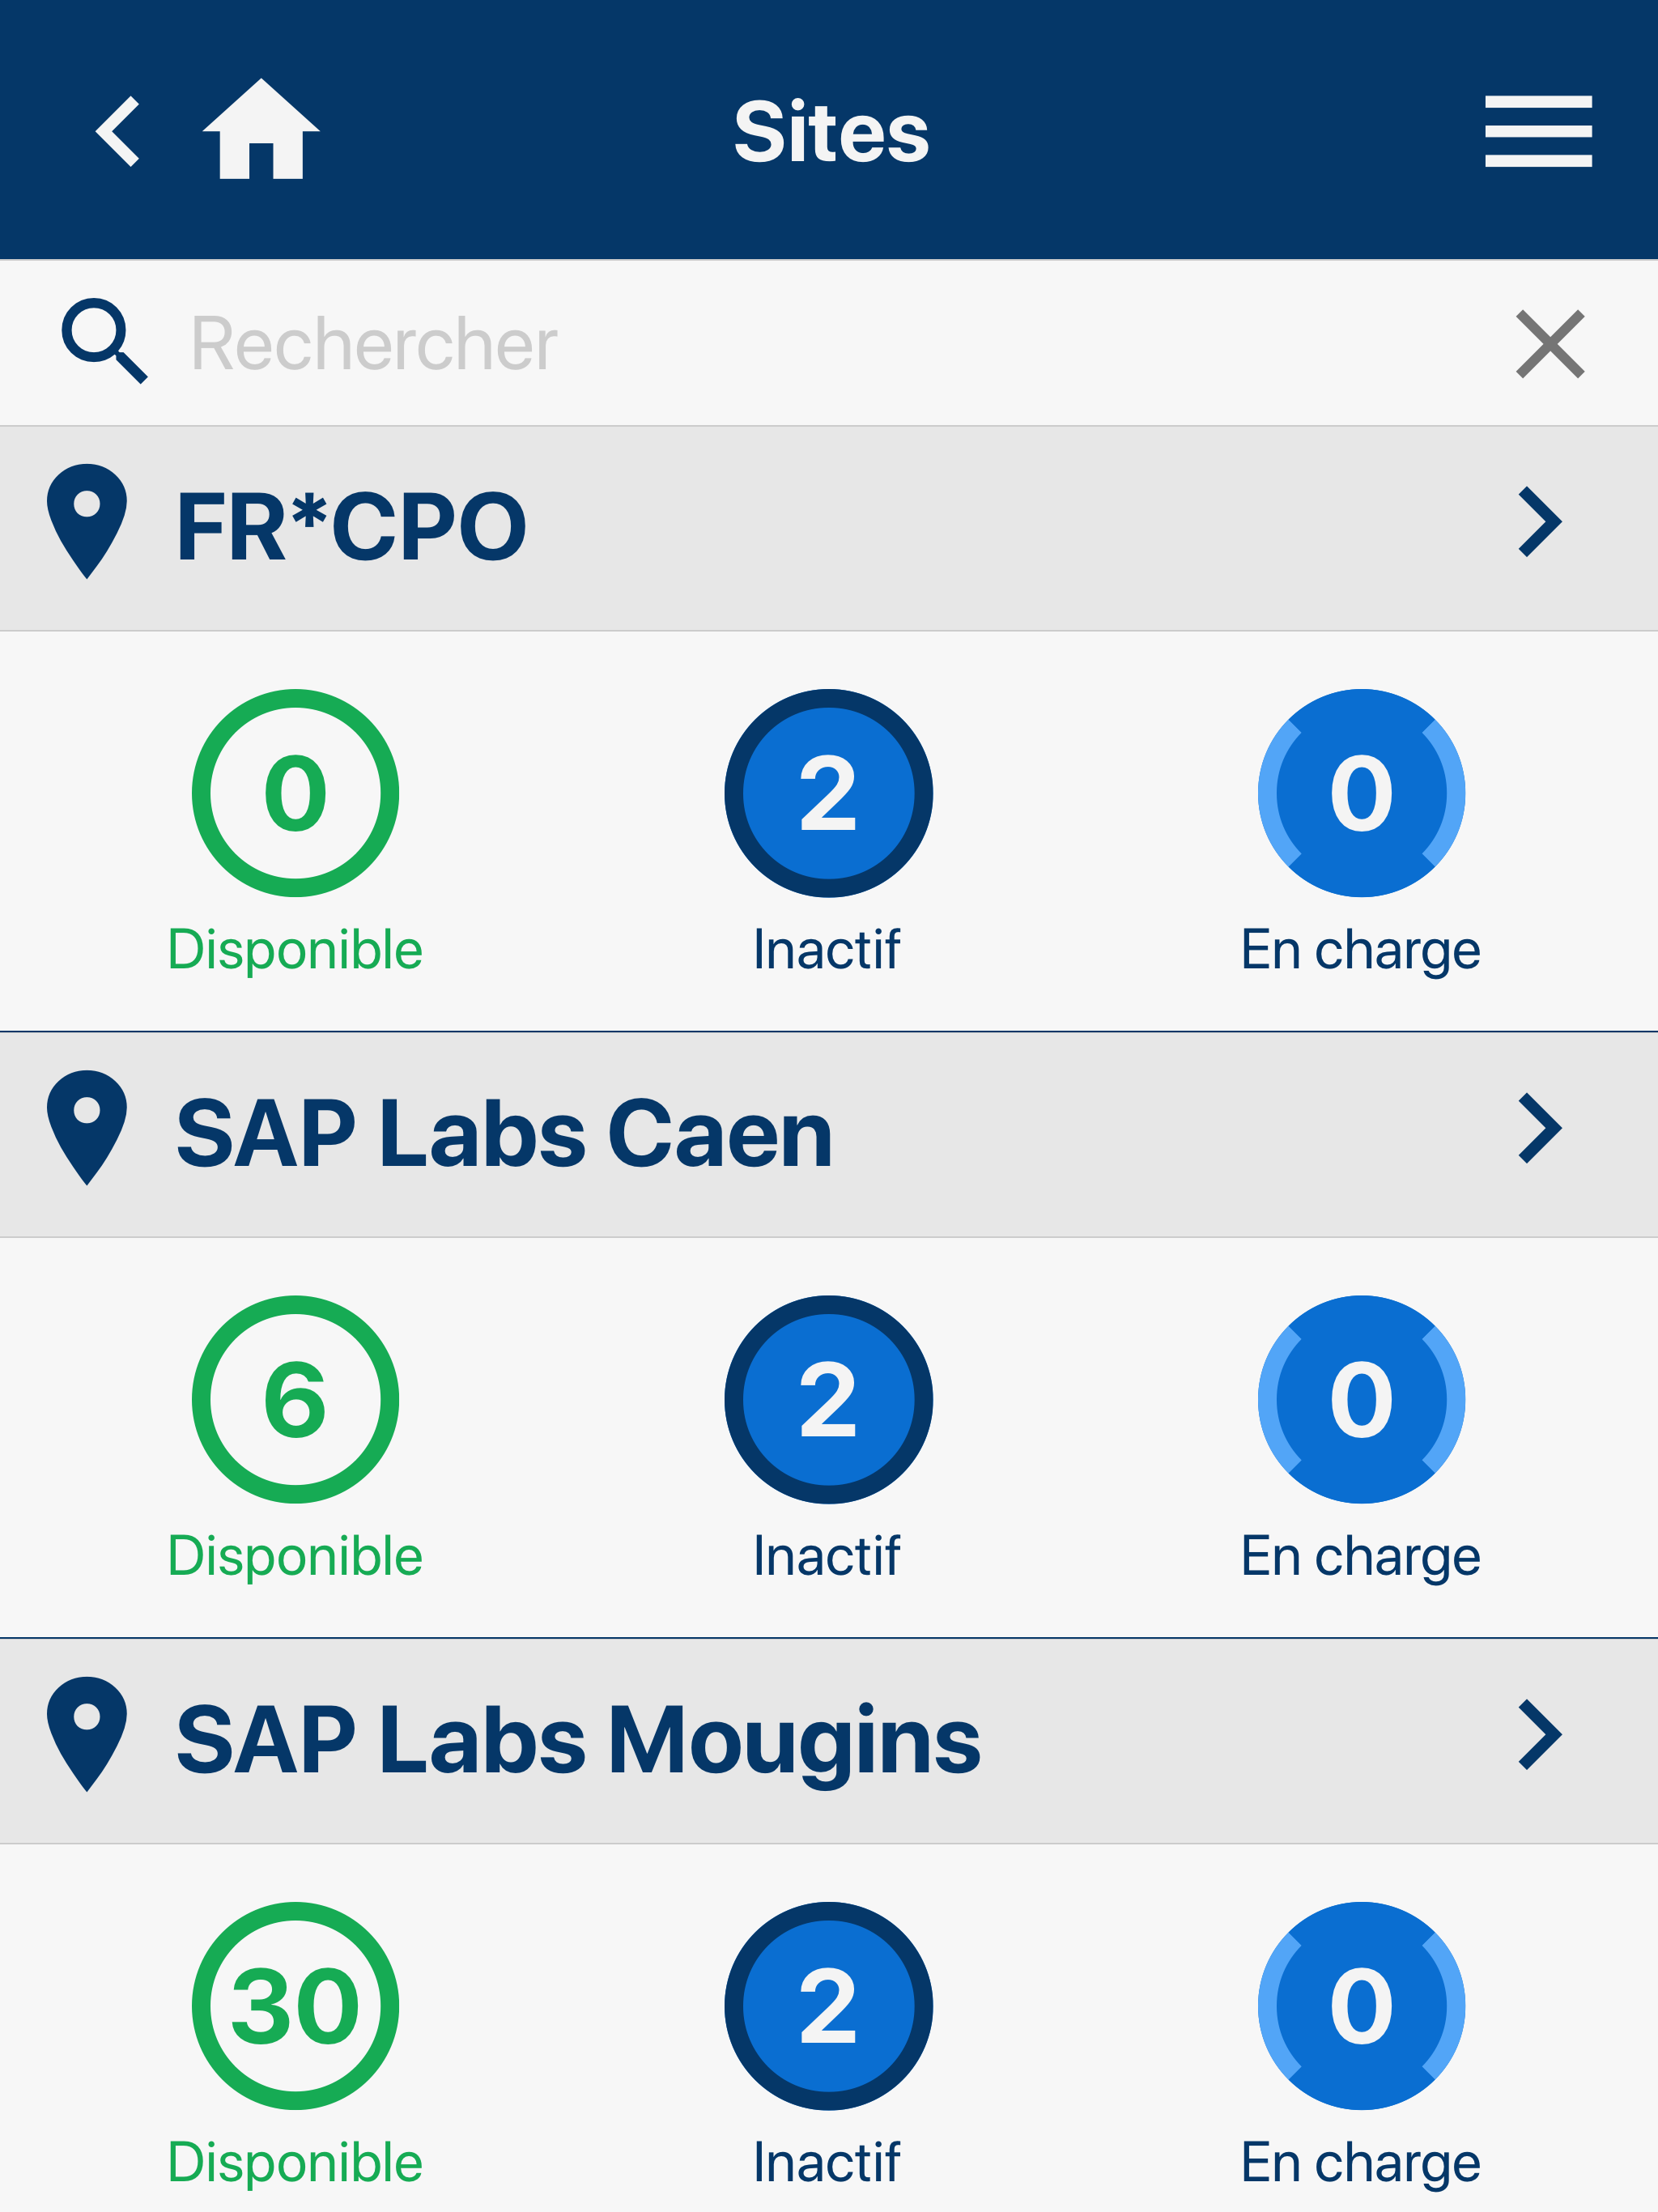 Sites
Rechercher
FR*CPO
0 2 0
Disponible Inactif En charge
SAP Labs Caen
6 2 0
Disponible Inactif En charge
SAP Labs Mougins
30 2 0
Disponible Inactif En charge